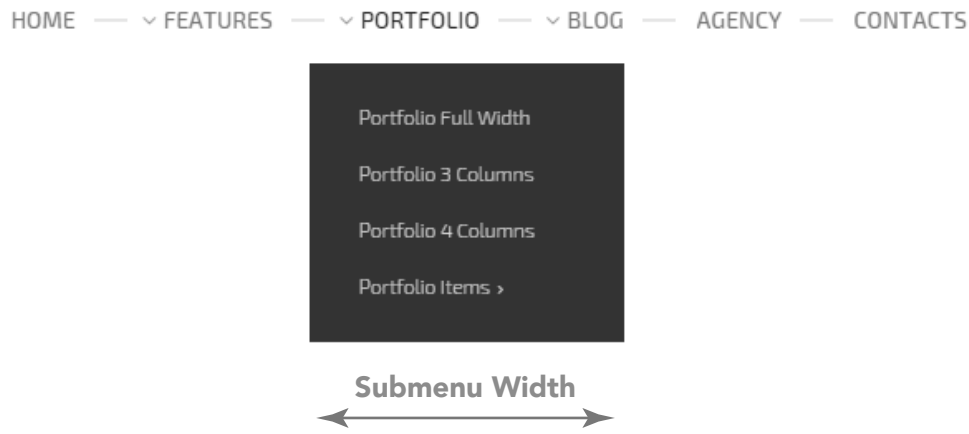 HOME — FEATURES — PORTFOLIO — BLOG — AGENCY — CONTACTS
Portfolio Full Width
Portfolio 3 Columns
Portfolio 4 Columns
Portfolio Items ›
Submenu Width